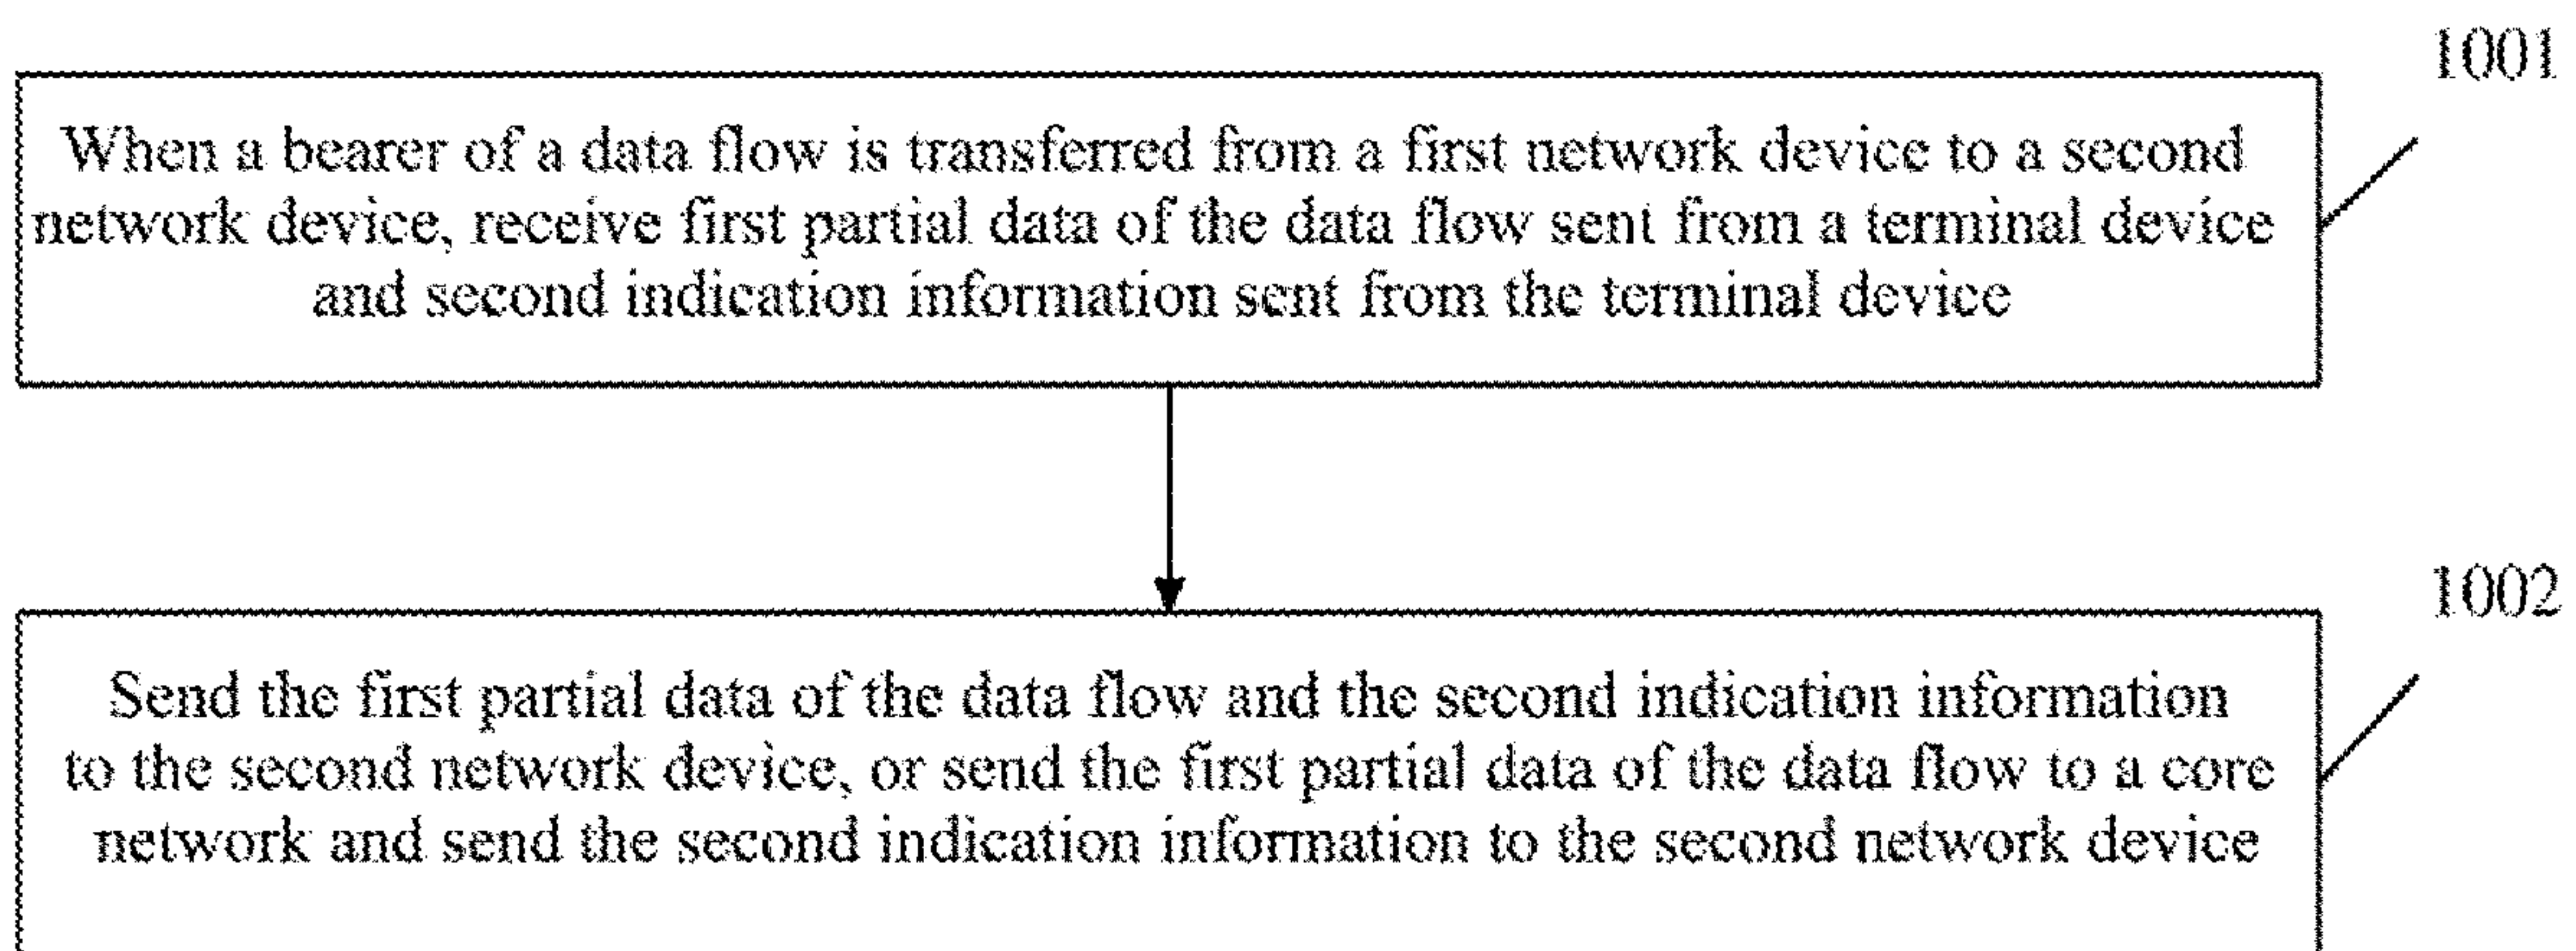 1001
When a bearer of a data flow is transferred from a first network device to a second
network device, receive first partial data of the data flow sent from a terminal device
and second indication information sent from the terminal device
1002
Send the first partial data of the data flow and the second indication information
to the second network device, or send the first partial data of the data flow to a core
network and send the second indication information to the second network device